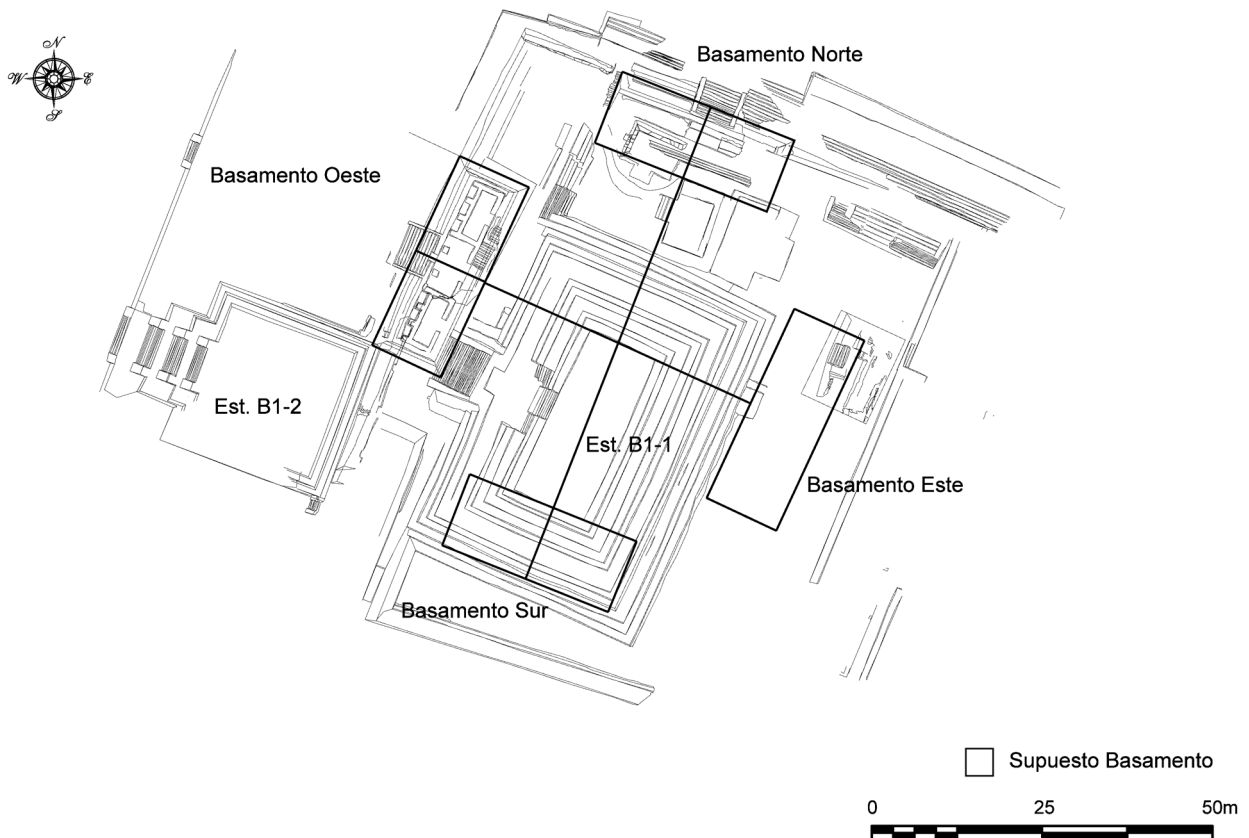 N
W E
S
Basamento Norte
Basamento Oeste
Est. B1-2
Est. B1-1
Basamento Este
Basamento Sur
Supuesto Basamento
0 25 50m